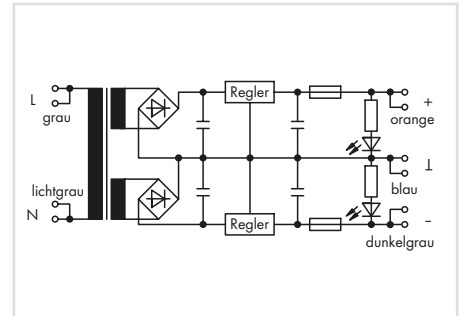 L
grau
Regler
+
orange
⊥
blau
lichtgrau
N
Regler
−
dunkelgrau